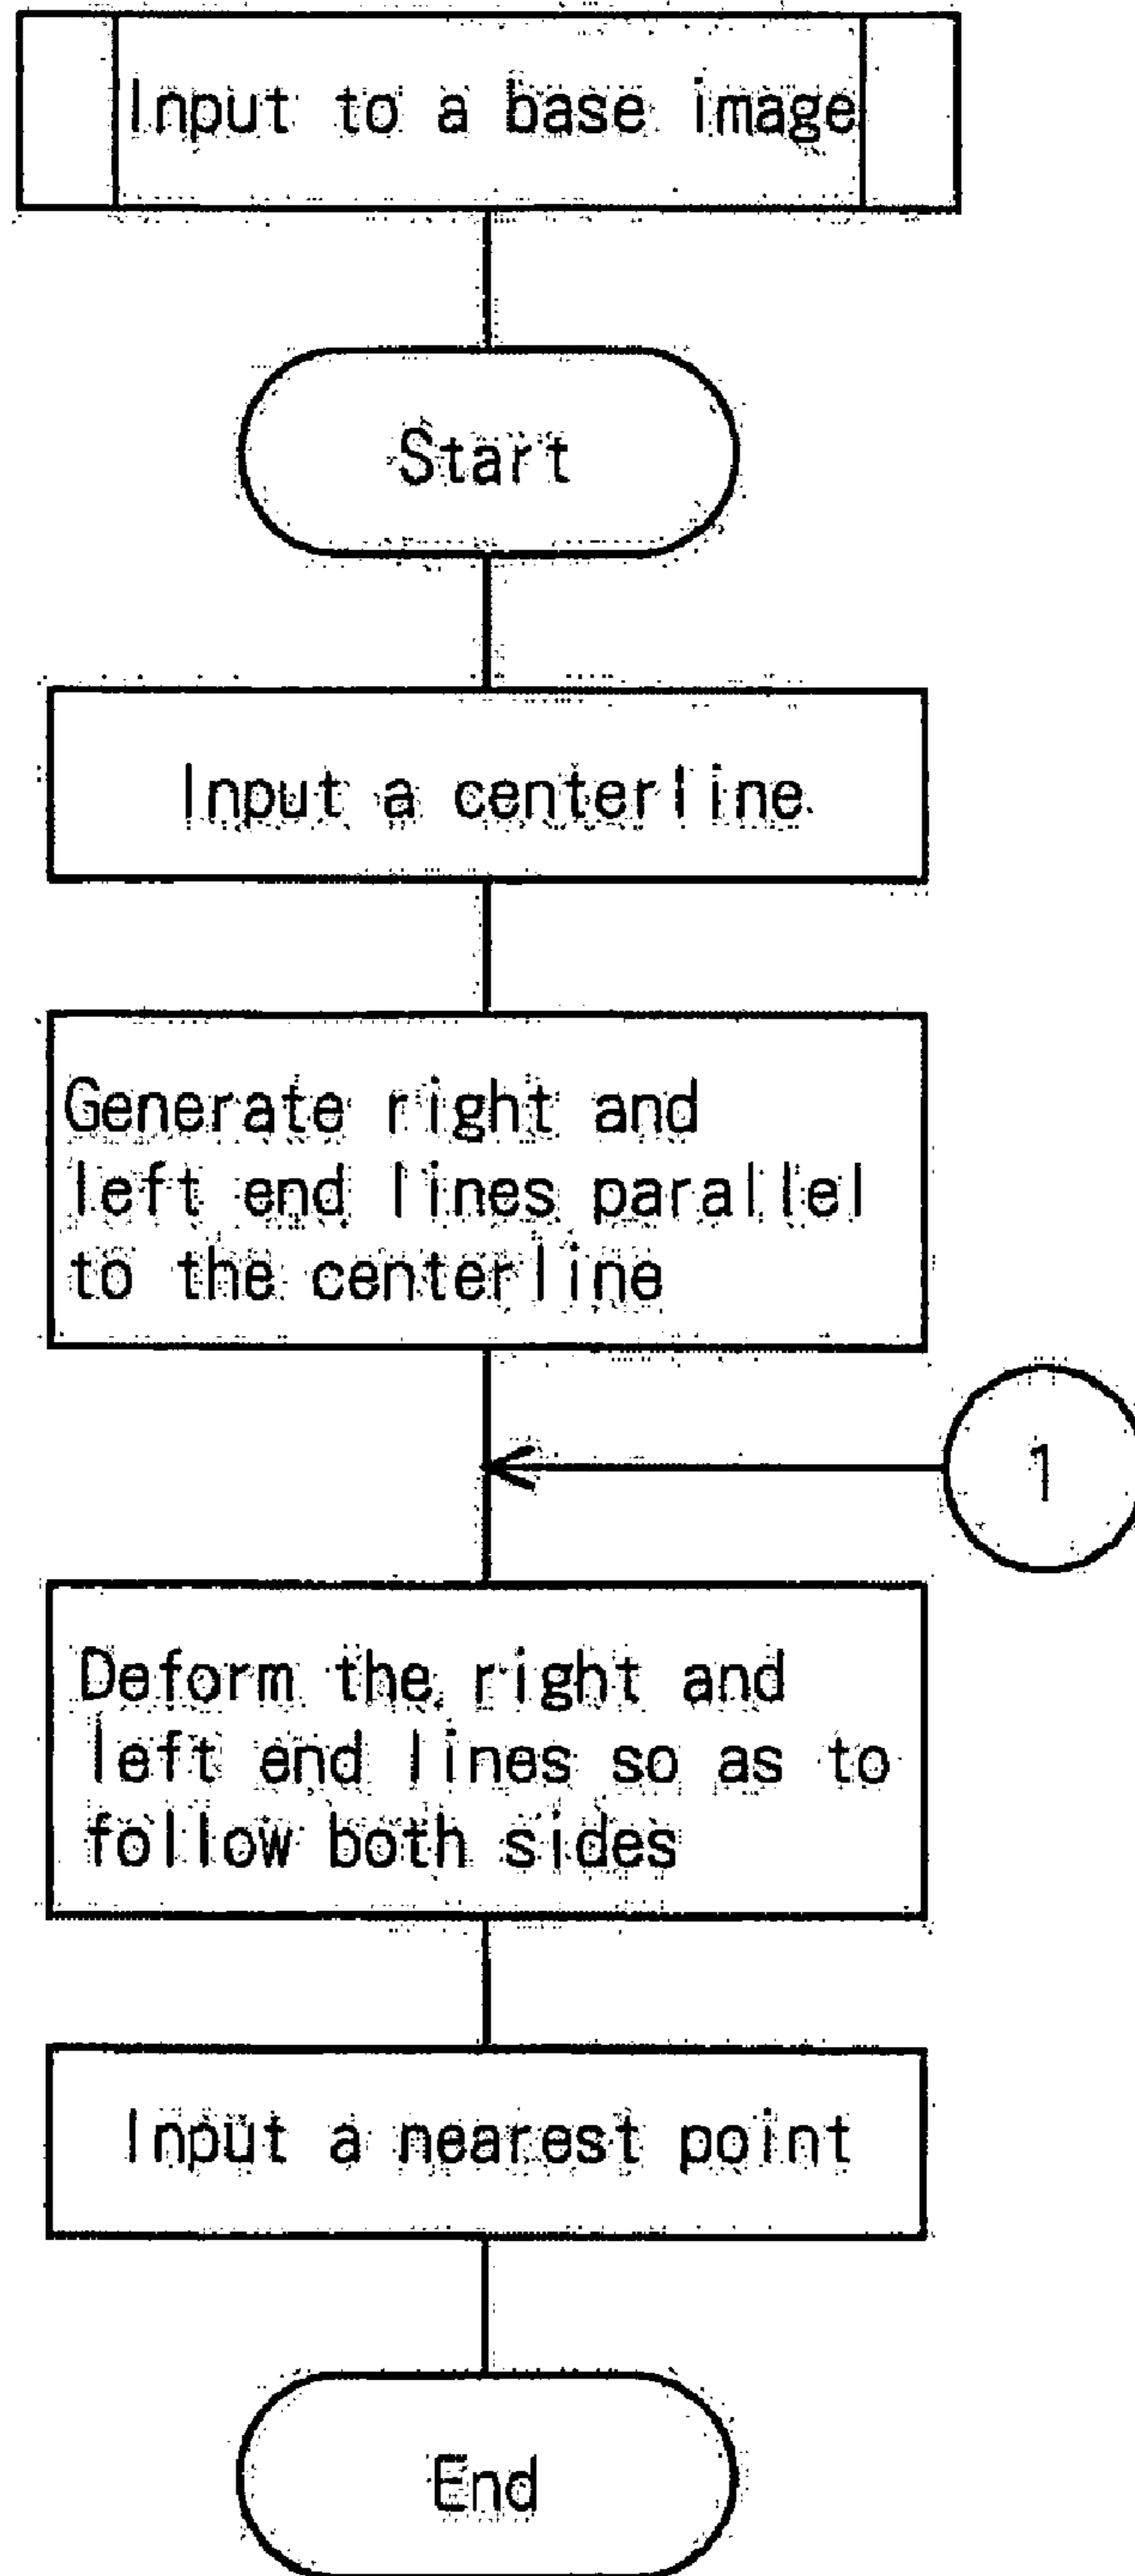 Input to a base image
Start
Input a centerline
Generate right and
left end lines parallel
to the centerline
1
Deform the right and
left end lines so as to
follow both sides
Input a nearest point
End